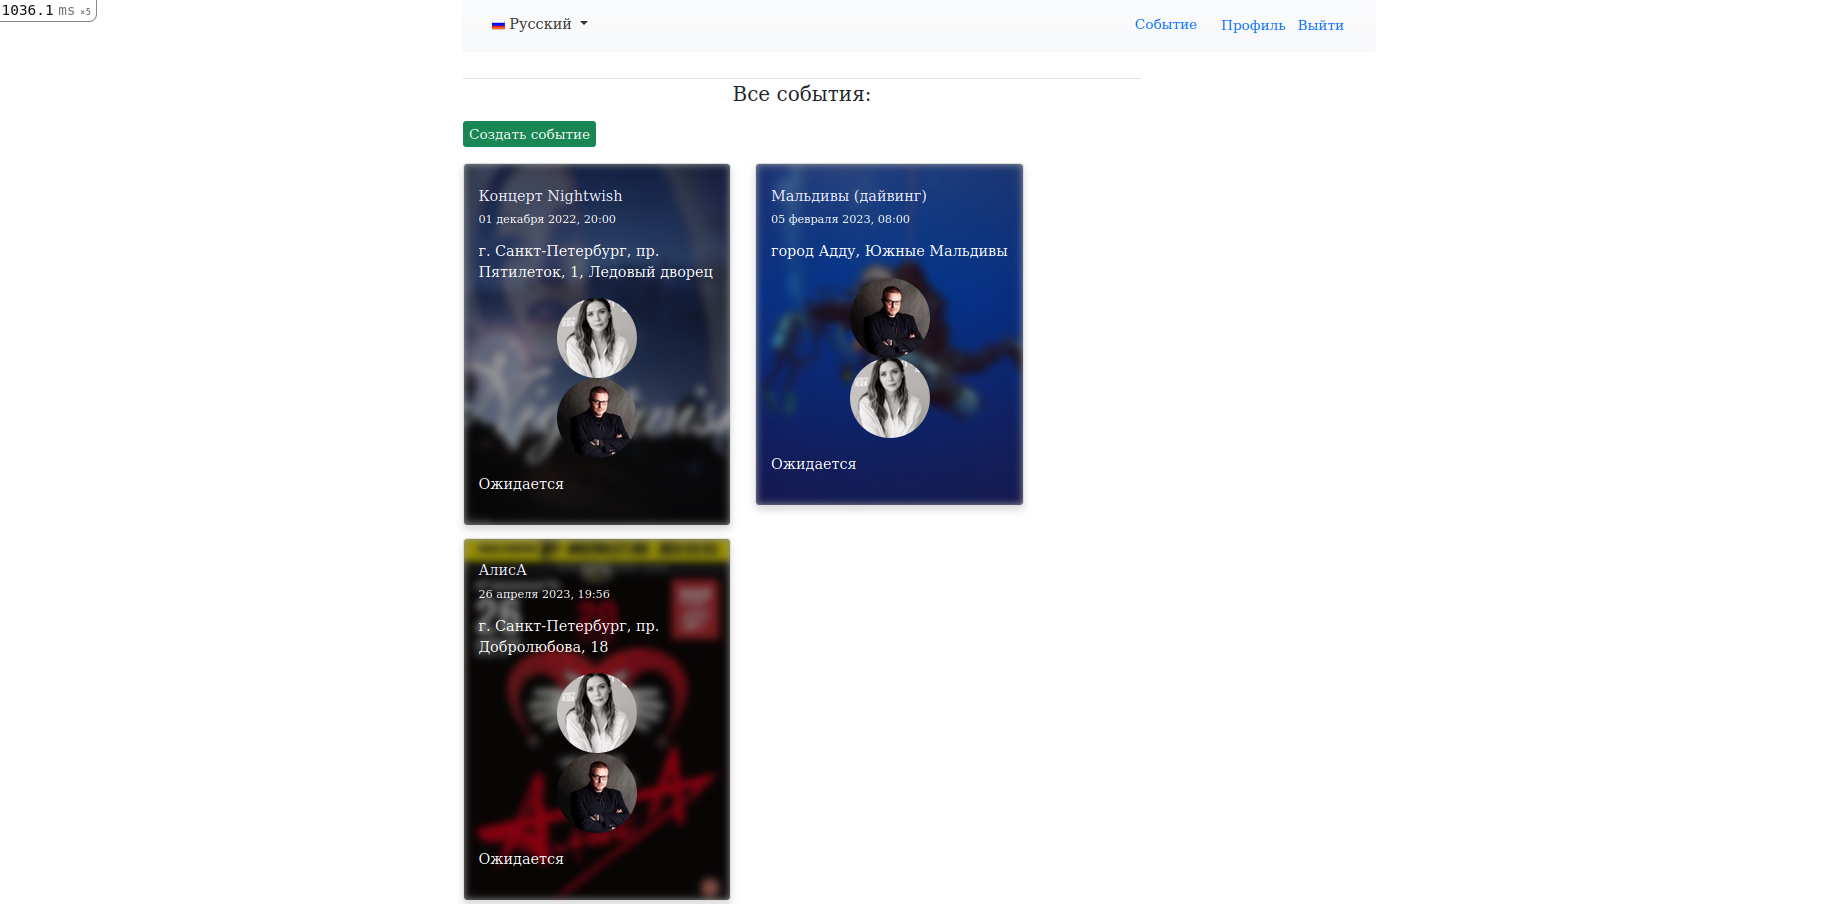 1036.1 ms ×5
Русский
Событие Профиль Выйти
Все события:
Создать событие
Концерт Nightwish
01 декабря 2022, 20:00
г. Санкт-Петербург, пр.
Пятилеток, 1, Ледовый дворец
Ожидается
Мальдивы (дайвинг)
05 февраля 2023, 08:00
город Адду, Южные Мальдивы
Ожидается
АлисА
26 апреля 2023, 19:56
г. Санкт-Петербург, пр.
Добролюбова, 18
Ожидается